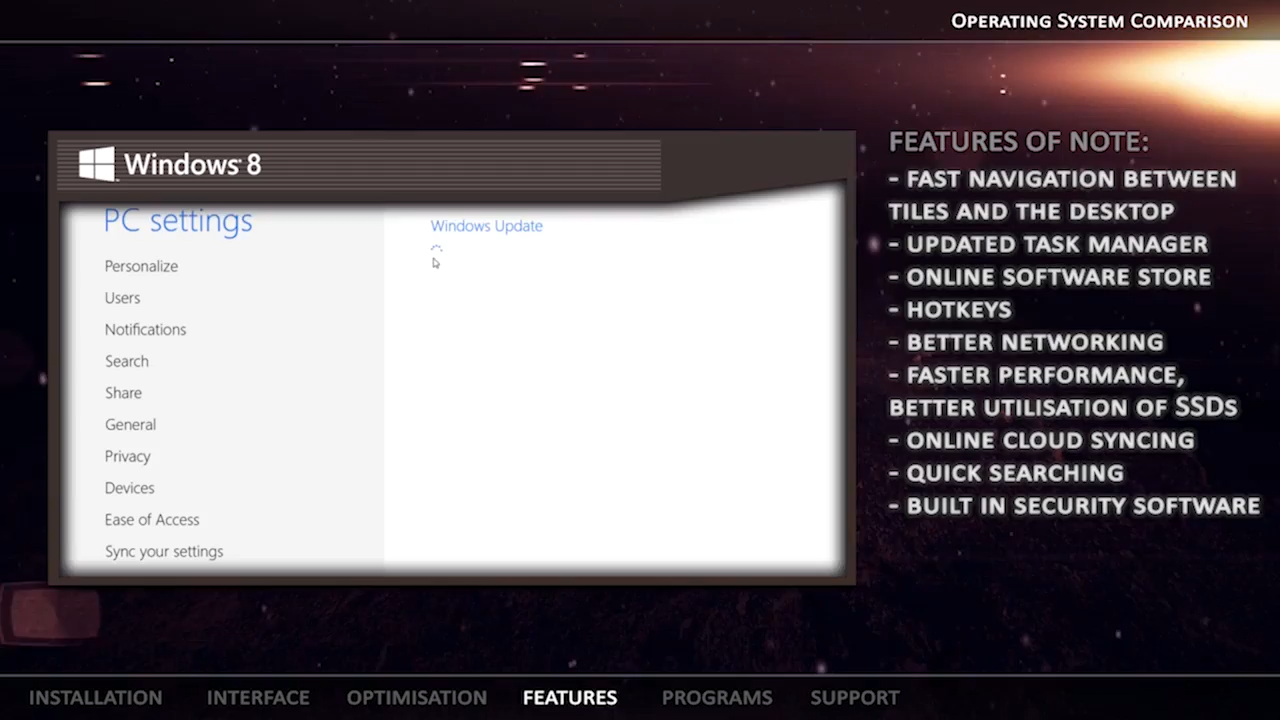 Operating System Comparison
Windows 8
PC settings
Personalize
Users
Notifications
Search
Share
General
Privacy
Devices
Ease of Access
Sync your settings
Windows Update
FEATURES OF NOTE:
- FAST NAVIGATION BETWEEN
TILES AND THE DESKTOP
- UPDATED TASK MANAGER
- ONLINE SOFTWARE STORE
- HOTKEYS
- BETTER NETWORKING
- FASTER PERFORMANCE,
BETTER UTILISATION OF SSDs
- ONLINE CLOUD SYNCING
- QUICK SEARCHING
- BUILT IN SECURITY SOFTWARE
INSTALLATION INTERFACE OPTIMISATION FEATURES PROGRAMS SUPPORT